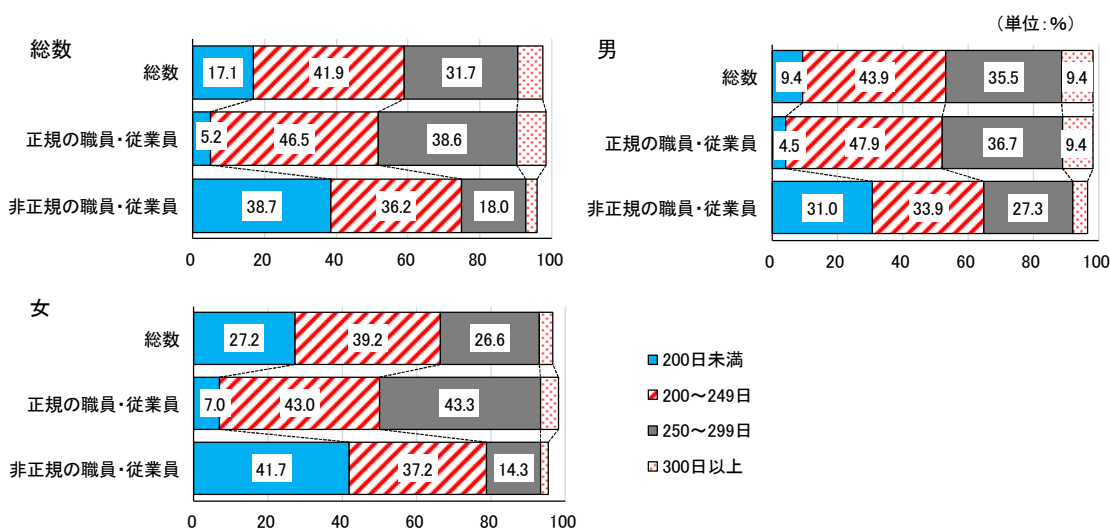 (単位:%)
総数
総数
17.1 41.9 31.7
正規の職員・従業員
5.2 46.5 38.6
非正規の職員・従業員
38.7 36.2 18.0
0 20 40 60 80 100
男
総数
9.4 43.9 35.5 9.4
正規の職員・従業員
4.5 47.9 36.7 9.4
非正規の職員・従業員
31.0 33.9 27.3
0 20 40 60 80 100
女
総数
27.2 39.2 26.6
正規の職員・従業員
7.0 43.0 43.3
非正規の職員・従業員
41.7 37.2 14.3
0 20 40 60 80 100
200日未満
200~249日
250~299日
300日以上